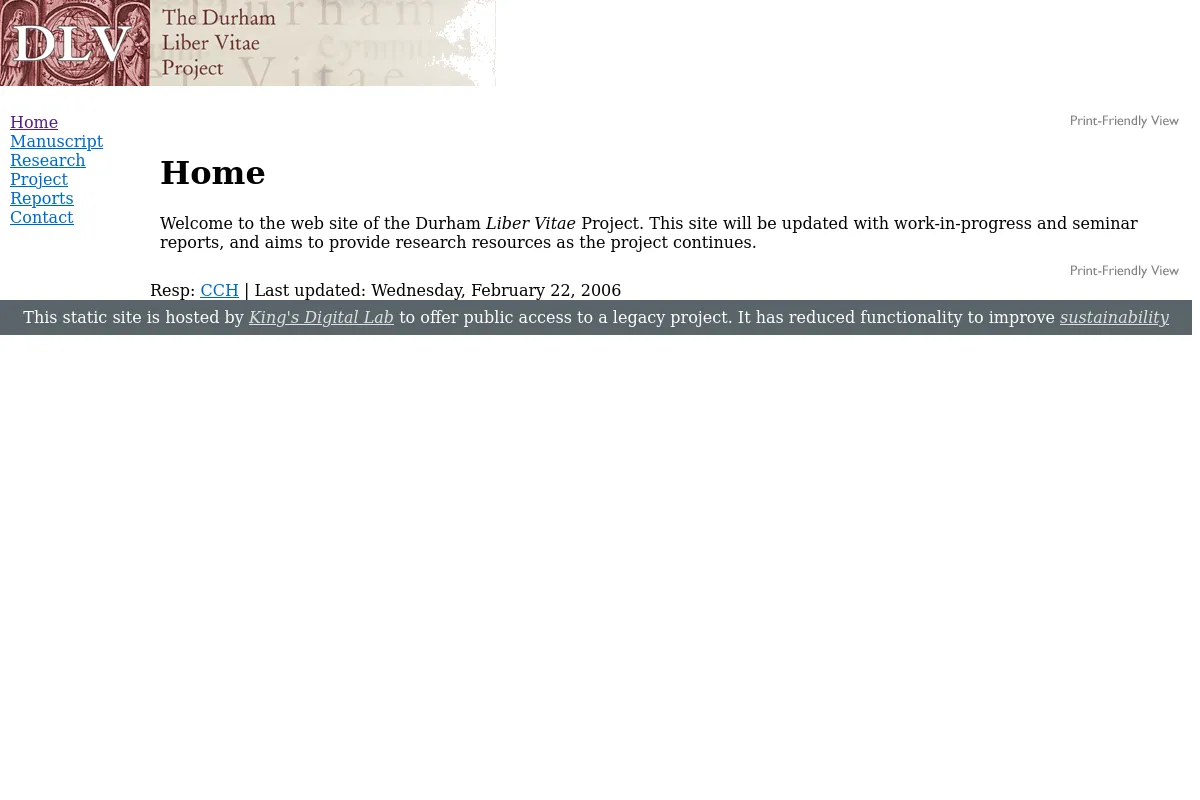 DLV
The Durham
Liber Vitae
Project
Home
Manuscript
Research
Project
Reports
Contact
Print-Friendly View
Home
Welcome to the web site of the Durham Liber Vitae Project. This site will be updated with work-in-progress and seminar
reports, and aims to provide research resources as the project continues.
Print-Friendly View
Resp: CCH | Last updated: Wednesday, February 22, 2006
This static site is hosted by King's Digital Lab to offer public access to a legacy project. It has reduced functionality to improve sustainability